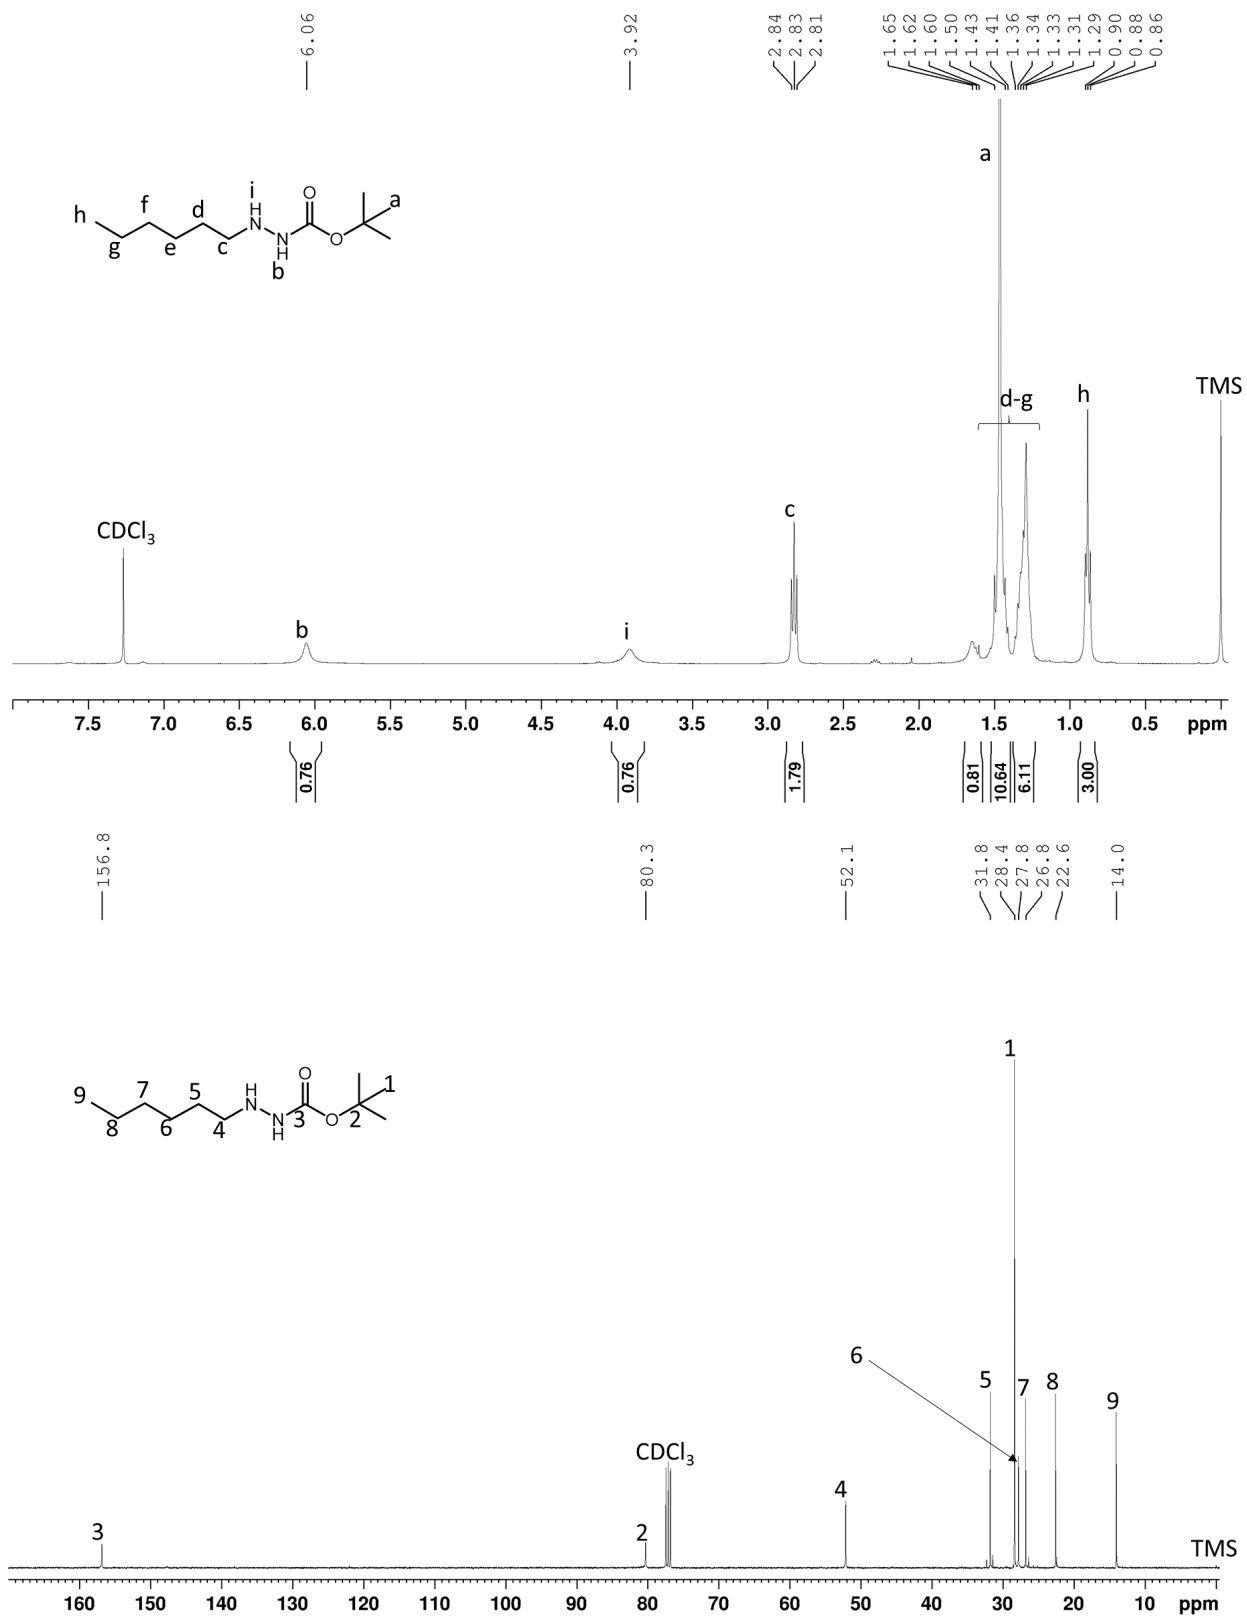 6.06
3.92
2.84
2.83
2.81
1.65
1.62
1.60
1.50
1.43
1.41
1.36
1.34
1.33
1.31
1.29
0.90
0.88
0.86
a
i
H
N
N
H
b
O
O
a
h
g
f
e
d
c
d-g
h
TMS
CDCl3
b
i
c
7.5 7.0 6.5 6.0 5.5 5.0 4.5 4.0 3.5 3.0 2.5 2.0 1.5 1.0 0.5 ppm
0.76
0.76
1.79
0.81
10.64
6.11
3.00
156.8
80.3
52.1
31.8
28.4
27.8
26.8
22.6
14.0
1
9
8
7
6
5
4
H
N
N
H
3
O
O
2
1
6
5
7
8
9
CDCl3
4
3
2
TMS
160 150 140 130 120 110 100 90 80 70 60 50 40 30 20 10 ppm